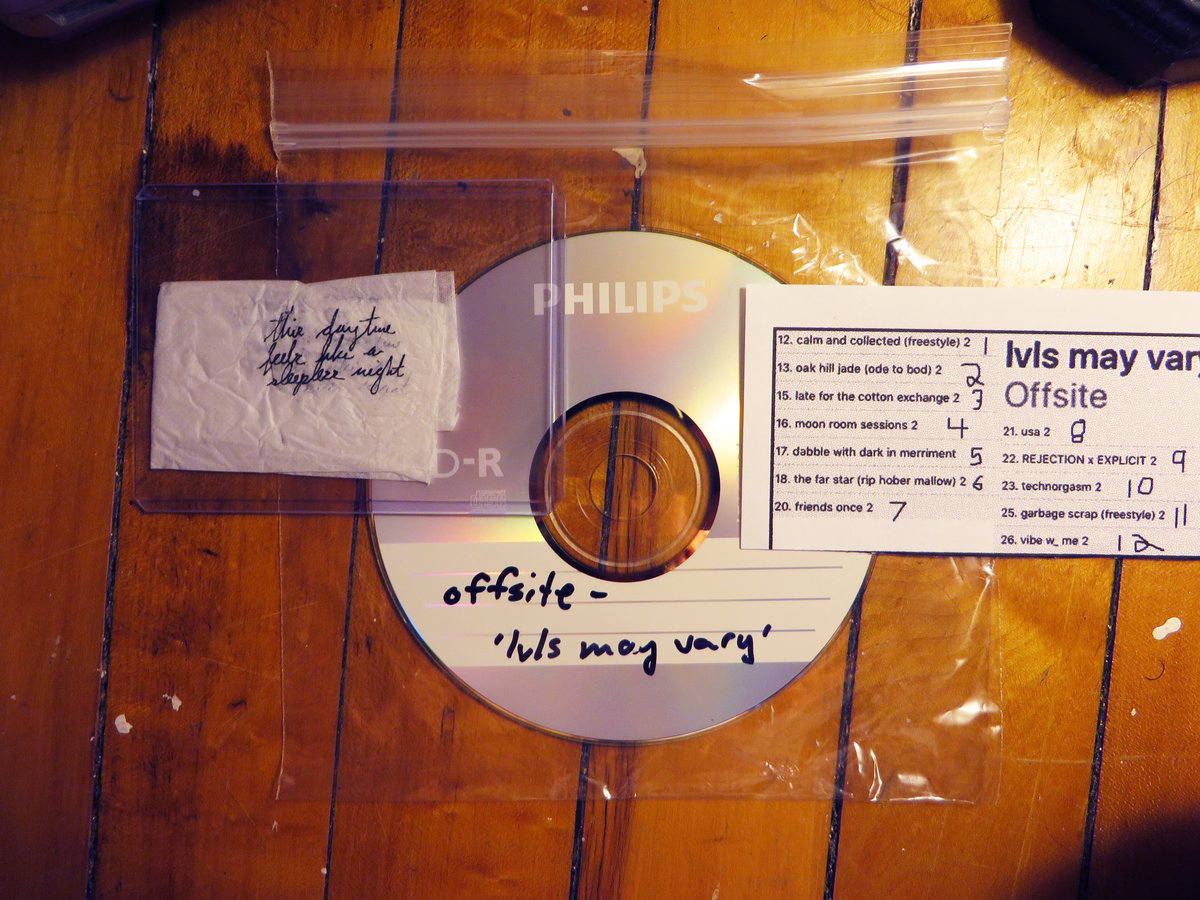 PHILIPS
this daytime
feels like a
sleepless night
D-R
offsite -
'lvls may vary'
12. calm and collected (freestyle) 2 1
13. oak hill jade (ode to bod) 2 2
15. late for the cotton exchange 2 3
16. moon room sessions 2 4
17. dabble with dark in merriment 5
18. the far star (rip hober mallow) 2 6
20. friends once 2 7
lvls may vary
Offsite
21. usa 2 8
22. REJECTION x EXPLICIT 2 9
23. technorgasm 2 10
25. garbage scrap (freestyle) 2 11
26. vibe w_ me 2 12